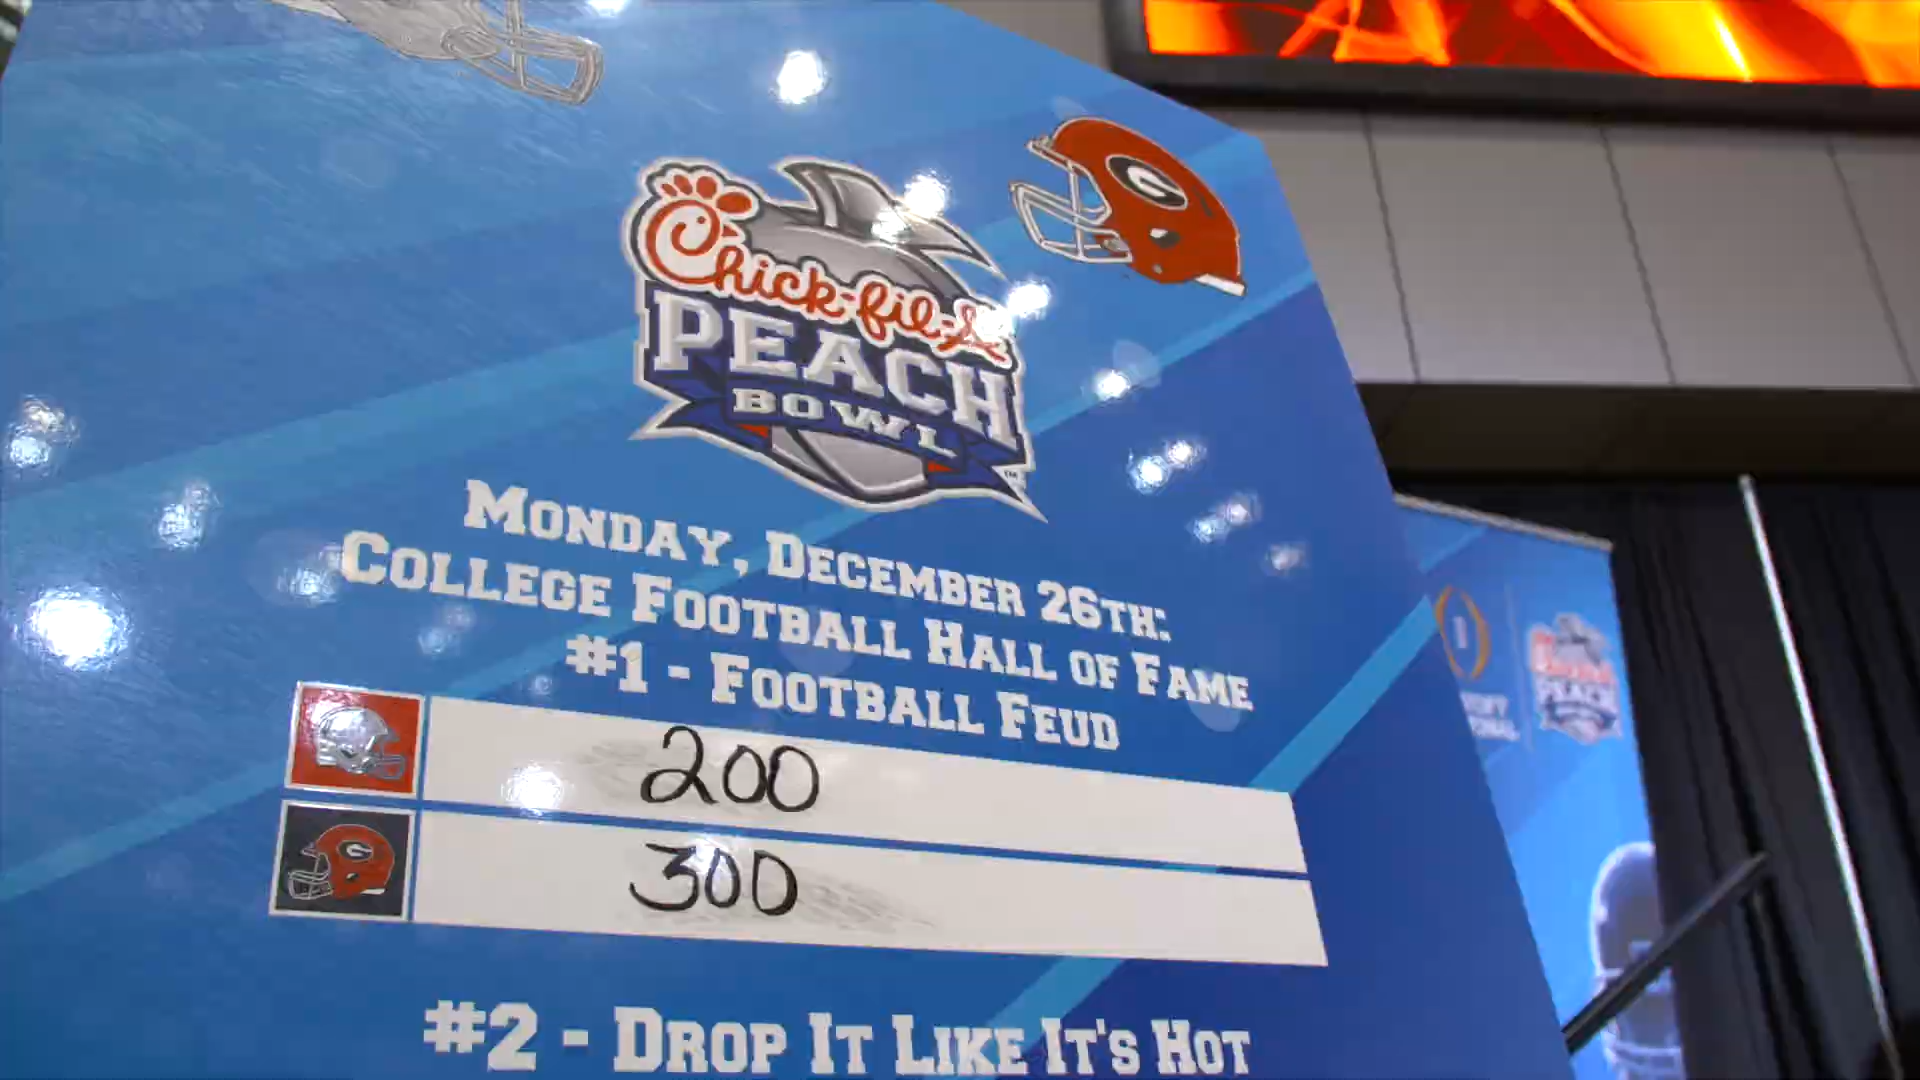 Chick-fil-A
PEACH
BOWL
MONDAY, DECEMBER 26TH:
COLLEGE FOOTBALL HALL OF FAME
#1 - FOOTBALL FEUD
200
300
#2 - DROP IT LIKE IT'S HOT
PEACH